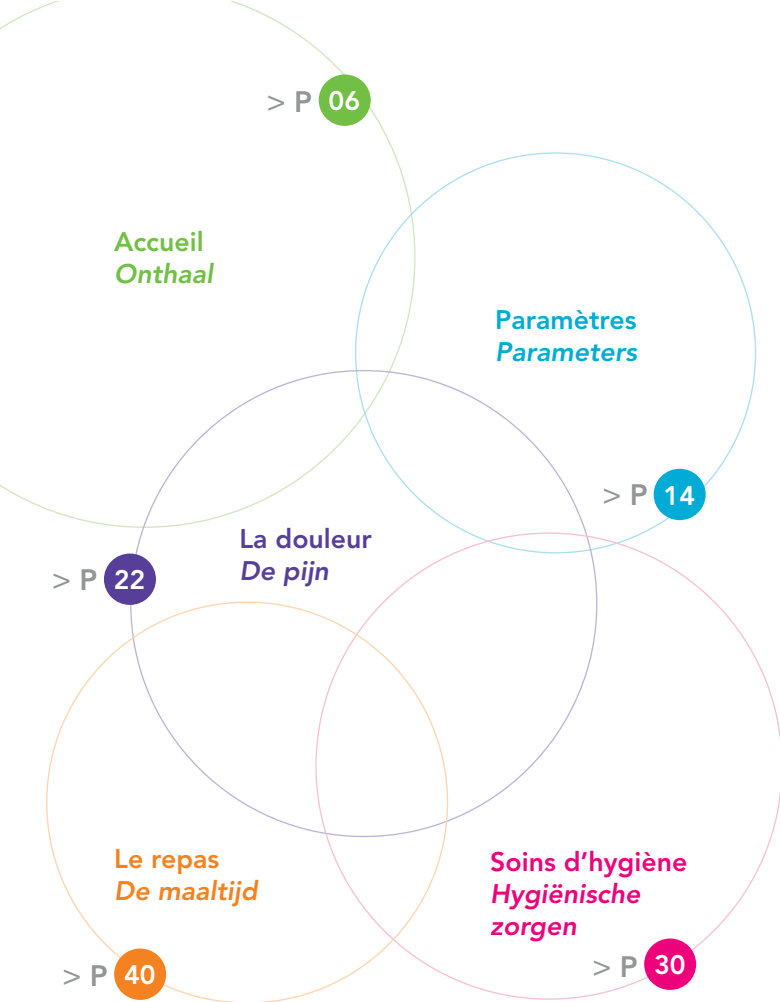 > P 06
Accueil
Onthaal
Paramètres
Parameters
> P 14
La douleur
De pijn
> P 22
Le repas
De maaltijd
> P 40
Soins d’hygiène
Hygiënische
zorgen
> P 30